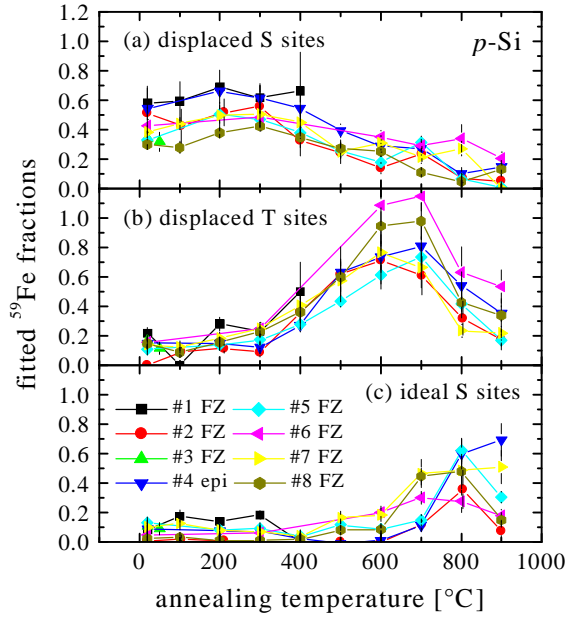 1.2
(a) displaced S sites
p-Si
1.0
0.8
0.6
0.4
0.2
0.0
(b) displaced T sites
1.0
0.8
0.6
0.4
0.2
0.0
(c) ideal S sites
1.0
0.8
0.6
0.4
0.2
0.0
#1 FZ
#5 FZ
#2 FZ
#6 FZ
#3 FZ
#7 FZ
#4 epi
#8 FZ
fitted ⁵⁹Fe fractions
0 200 400 600 800 1000
annealing temperature [°C]